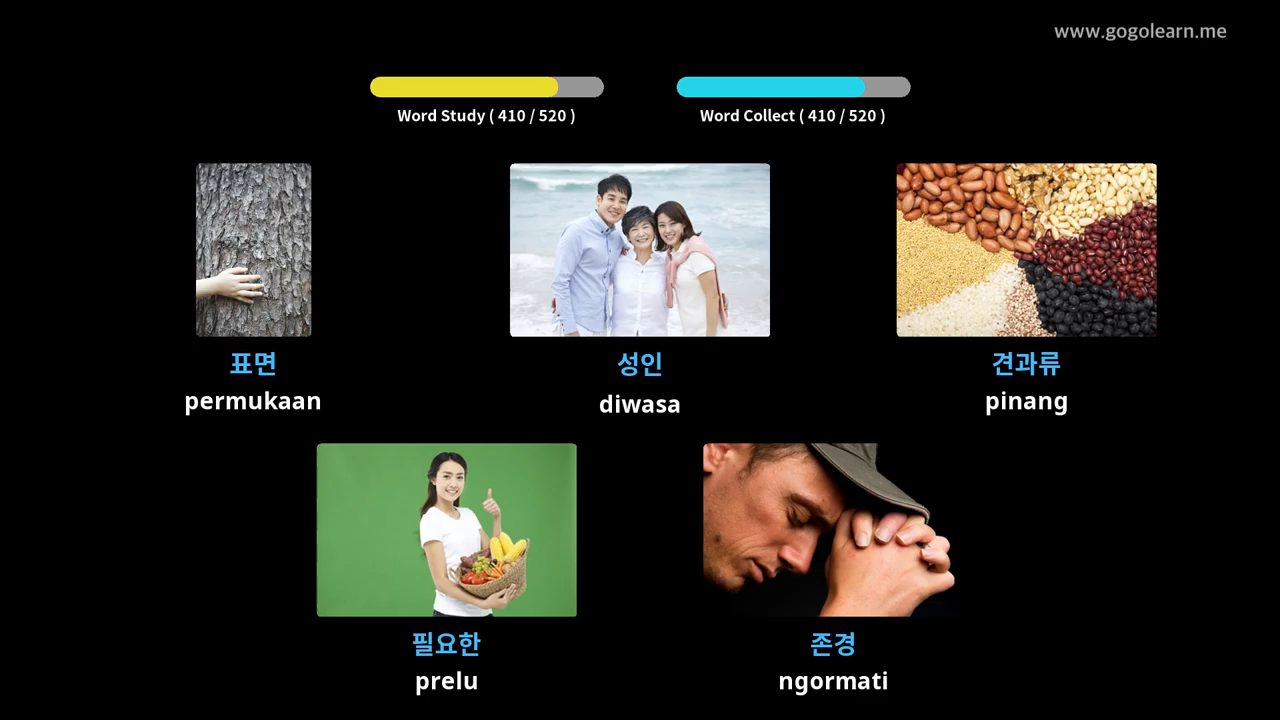 www.gogolearn.me
Word Study ( 410 / 520 )
Word Collect ( 410 / 520 )
표면
permukaan
성인
diwasa
견과류
pinang
필요한
prelu
존경
ngormati